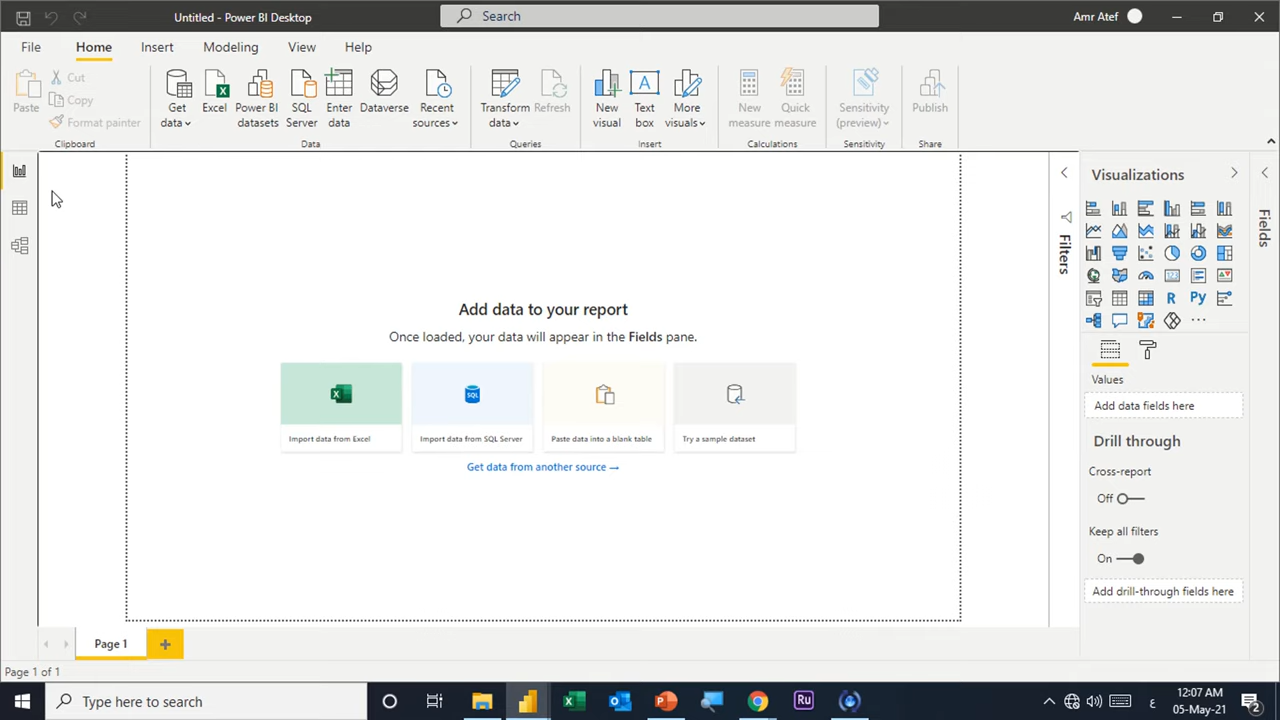 Untitled - Power BI Desktop
Search
Amr Atef
File
Home
Insert
Modeling
View
Help
Paste
Cut
Copy
Format painter
Clipboard
Get data
Excel
Power BI datasets
SQL Server
Enter data
Dataverse
Recent sources
Data
Transform data
Refresh
Queries
New visual
Text box
More visuals
Insert
New measure
Quick measure
Calculations
Sensitivity (preview)
Sensitivity
Publish
Share
Visualizations
Filters
Fields
Add data to your report
Once loaded, your data will appear in the Fields pane.
Import data from Excel
Import data from SQL Server
Paste data into a blank table
Try a sample dataset
Get data from another source →
R
Py
Values
Add data fields here
Drill through
Cross-report
Off
Keep all filters
On
Add drill-through fields here
Page 1
Page 1 of 1
Type here to search
Ru
ع
12:07 AM
05-May-21
2